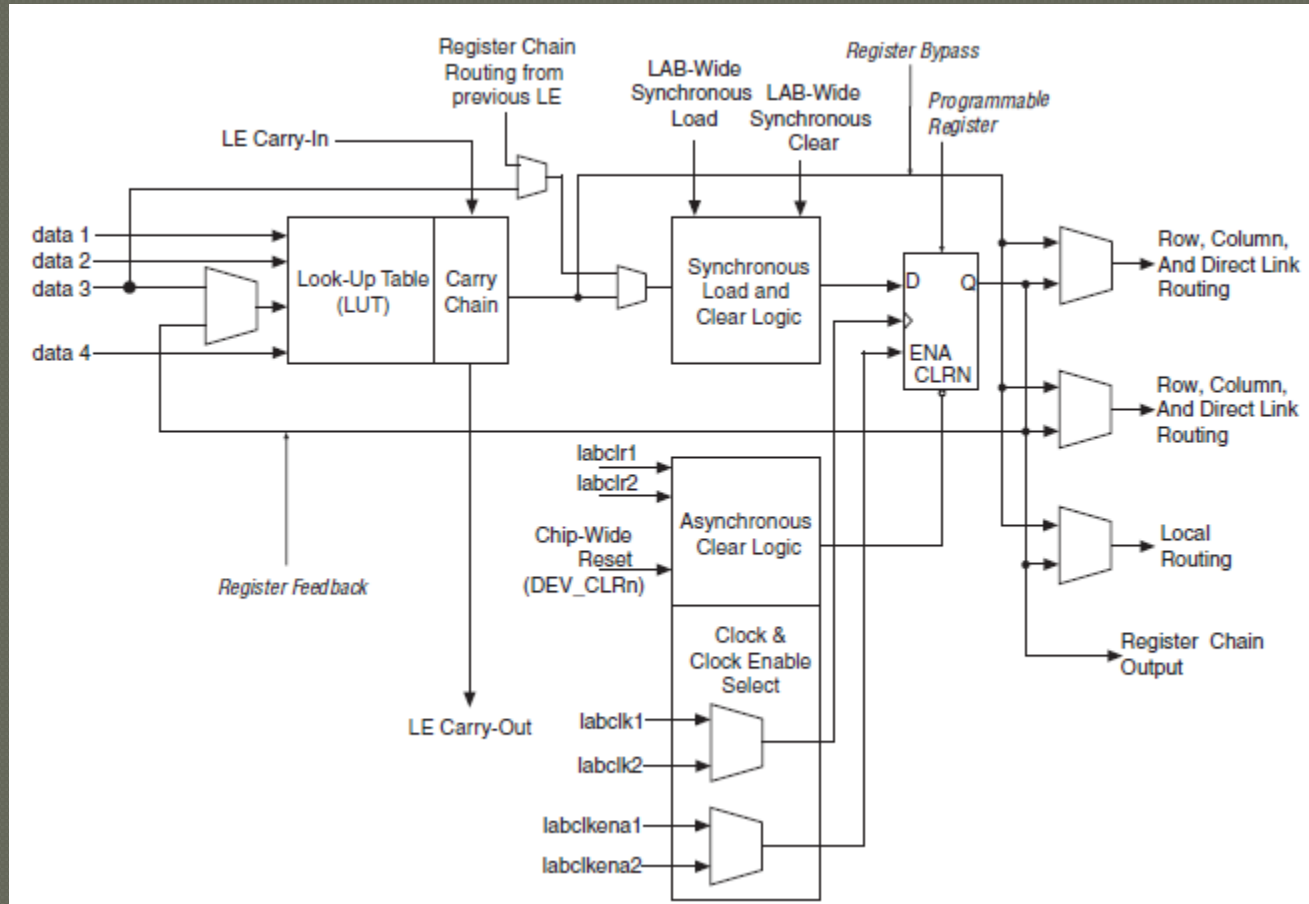 Register Chain
Routing from
previous LE
LAB-Wide
Synchronous
Load
LAB-Wide
Synchronous
Clear
Register Bypass
Programmable
Register
LE Carry-In
data 1
data 2
data 3
data 4
Look-Up Table
(LUT)
Carry
Chain
Synchronous
Load and
Clear Logic
D
Q
ENA
CLRN
Row, Column,
And Direct Link
Routing
Row, Column,
And Direct Link
Routing
Local
Routing
Register Chain
Output
Register Feedback
labclr1
labclr2
Chip-Wide
Reset
(DEV_CLRn)
Asynchronous
Clear Logic
Clock &
Clock Enable
Select
LE Carry-Out
labclk1
labclk2
labclkena1
labclkena2